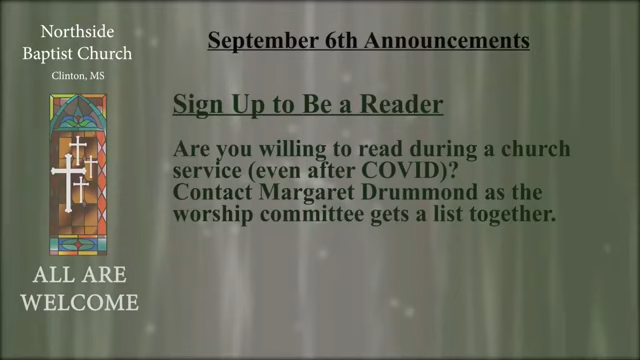 Northside
Baptist Church
Clinton, MS
ALL ARE
WELCOME
September 6th Announcements
Sign Up to Be a Reader
Are you willing to read during a church
service (even after COVID)?
Contact Margaret Drummond as the
worship committee gets a list together.